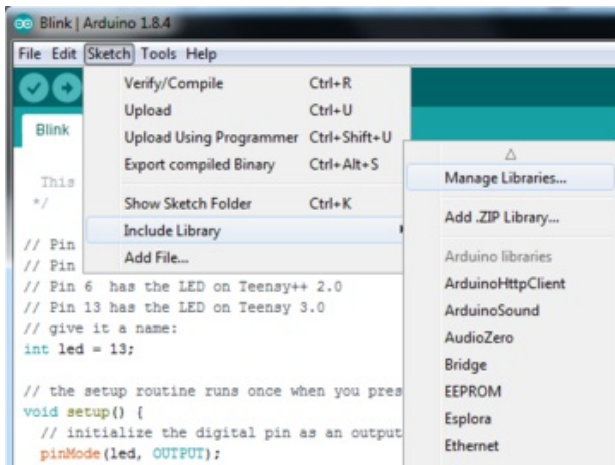 Blink | Arduino 1.8.4
File Edit Sketch Tools Help
Verify/Compile Ctrl+R
Upload Ctrl+U
Upload Using Programmer Ctrl+Shift+U
Export compiled Binary Ctrl+Alt+S
Show Sketch Folder Ctrl+K
Include Library
Add File...
Manage Libraries...
Add .ZIP Library...
Arduino libraries
ArduinoHttpClient
ArduinoSound
AudioZero
Bridge
EEPROM
Esplora
Ethernet
Blink
This
*/
// Pin
// Pin
// Pin 6 has the LED on Teensy++ 2.0
// Pin 13 has the LED on Teensy 3.0
// give it a name:
int led = 13;
// the setup routine runs once when you pres
void setup() {
// initialize the digital pin as an output
pinMode(led, OUTPUT);